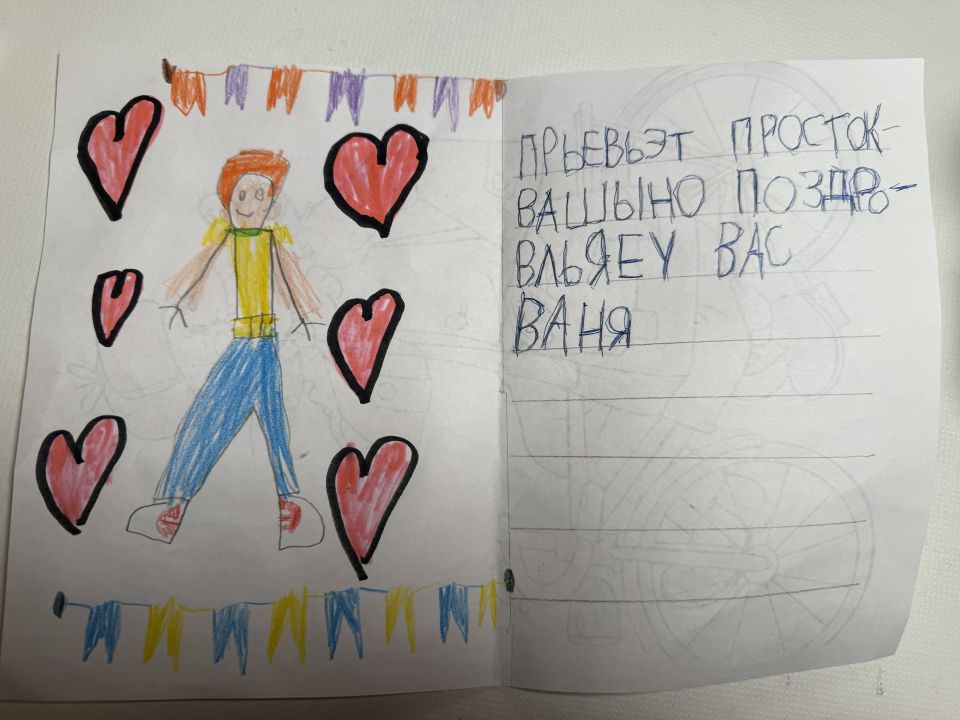 ПРЬЕВЬЭТ ПРОСТОК-
ВАШЫНО ПОЗДРО-
ВЛЬЯЕУ ВАС
ВАНЯ